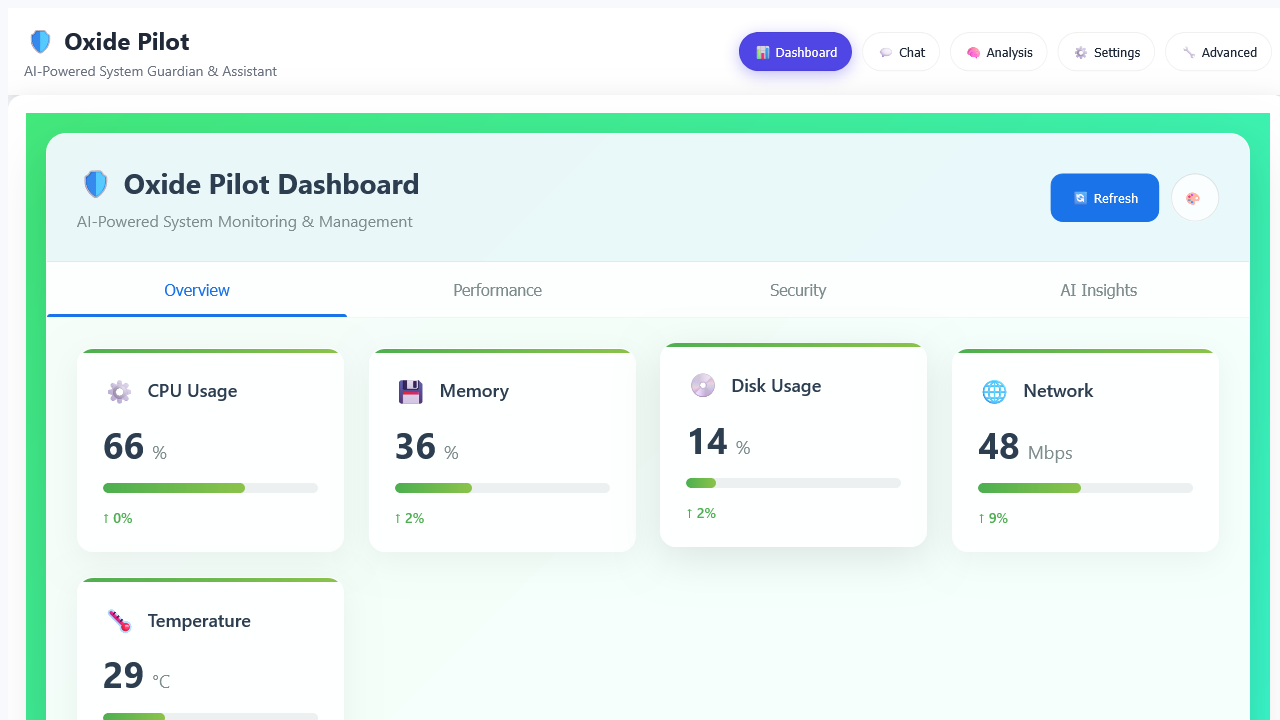 Oxide Pilot
AI-Powered System Guardian & Assistant
Dashboard
Chat
Analysis
Settings
Advanced
Oxide Pilot Dashboard
AI-Powered System Monitoring & Management
Refresh
Overview
Performance
Security
AI Insights
CPU Usage
66 %
↑ 0%
Memory
36 %
↑ 2%
Disk Usage
14 %
↑ 2%
Network
48 Mbps
↑ 9%
Temperature
29 °C